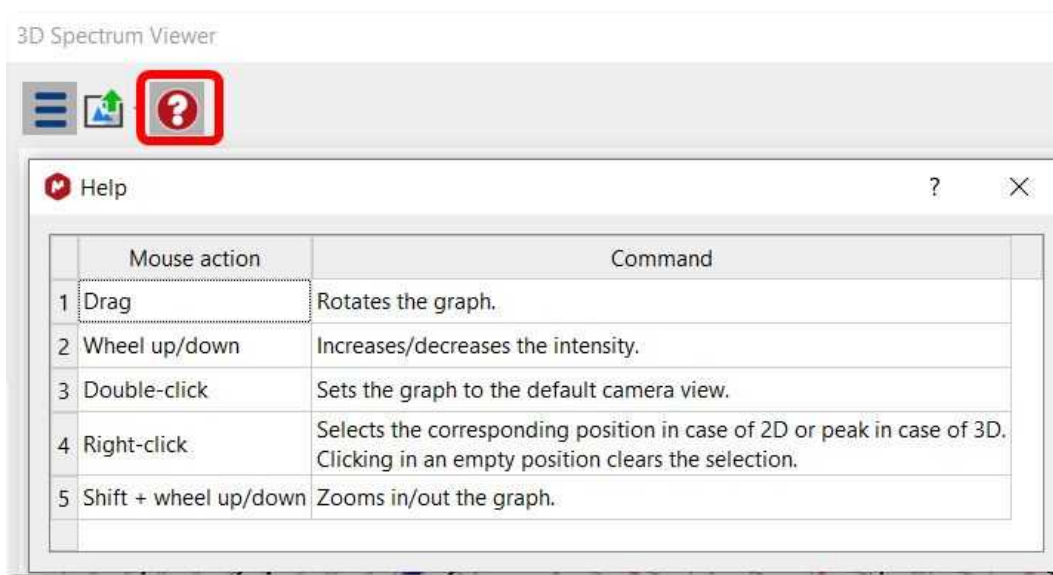 3D Spectrum Viewer
?
Help ? ×
Mouse action Command
1 Drag Rotates the graph.
2 Wheel up/down Increases/decreases the intensity.
3 Double-click Sets the graph to the default camera view.
4 Right-click Selects the corresponding position in case of 2D or peak in case of 3D.
Clicking in an empty position clears the selection.
5 Shift + wheel up/down Zooms in/out the graph.